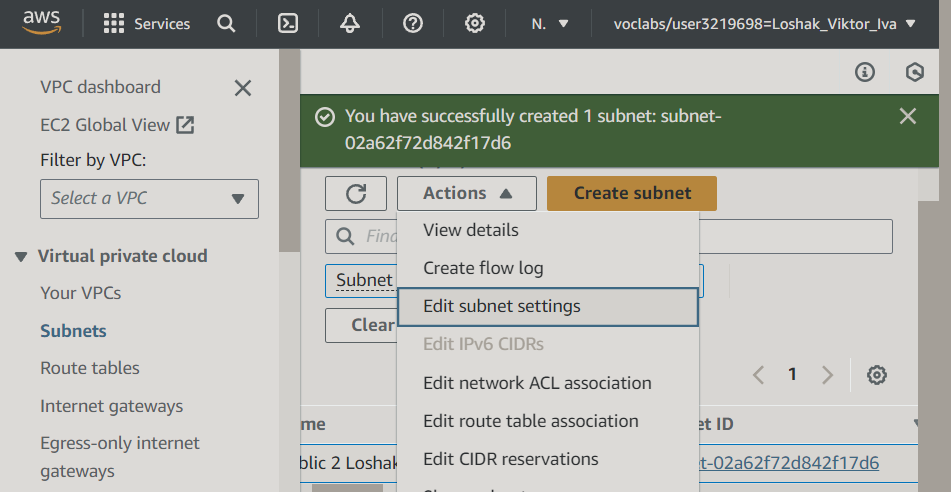 aws
Services
N.
voclabs/user3219698=Loshak_Viktor_Iva
VPC dashboard
EC2 Global View
Filter by VPC:
Select a VPC
Virtual private cloud
Your VPCs
Subnets
Route tables
Internet gateways
Egress-only internet
gateways
You have successfully created 1 subnet: subnet-
02a62f72d842f17d6
Actions
Create subnet
Find
Subnet
Clear
View details
Create flow log
Edit subnet settings
Edit IPv6 CIDRs
Edit network ACL association
Edit route table association
Edit CIDR reservations
1
me
et ID
blic 2 Loshak
t-02a62f72d842f17d6